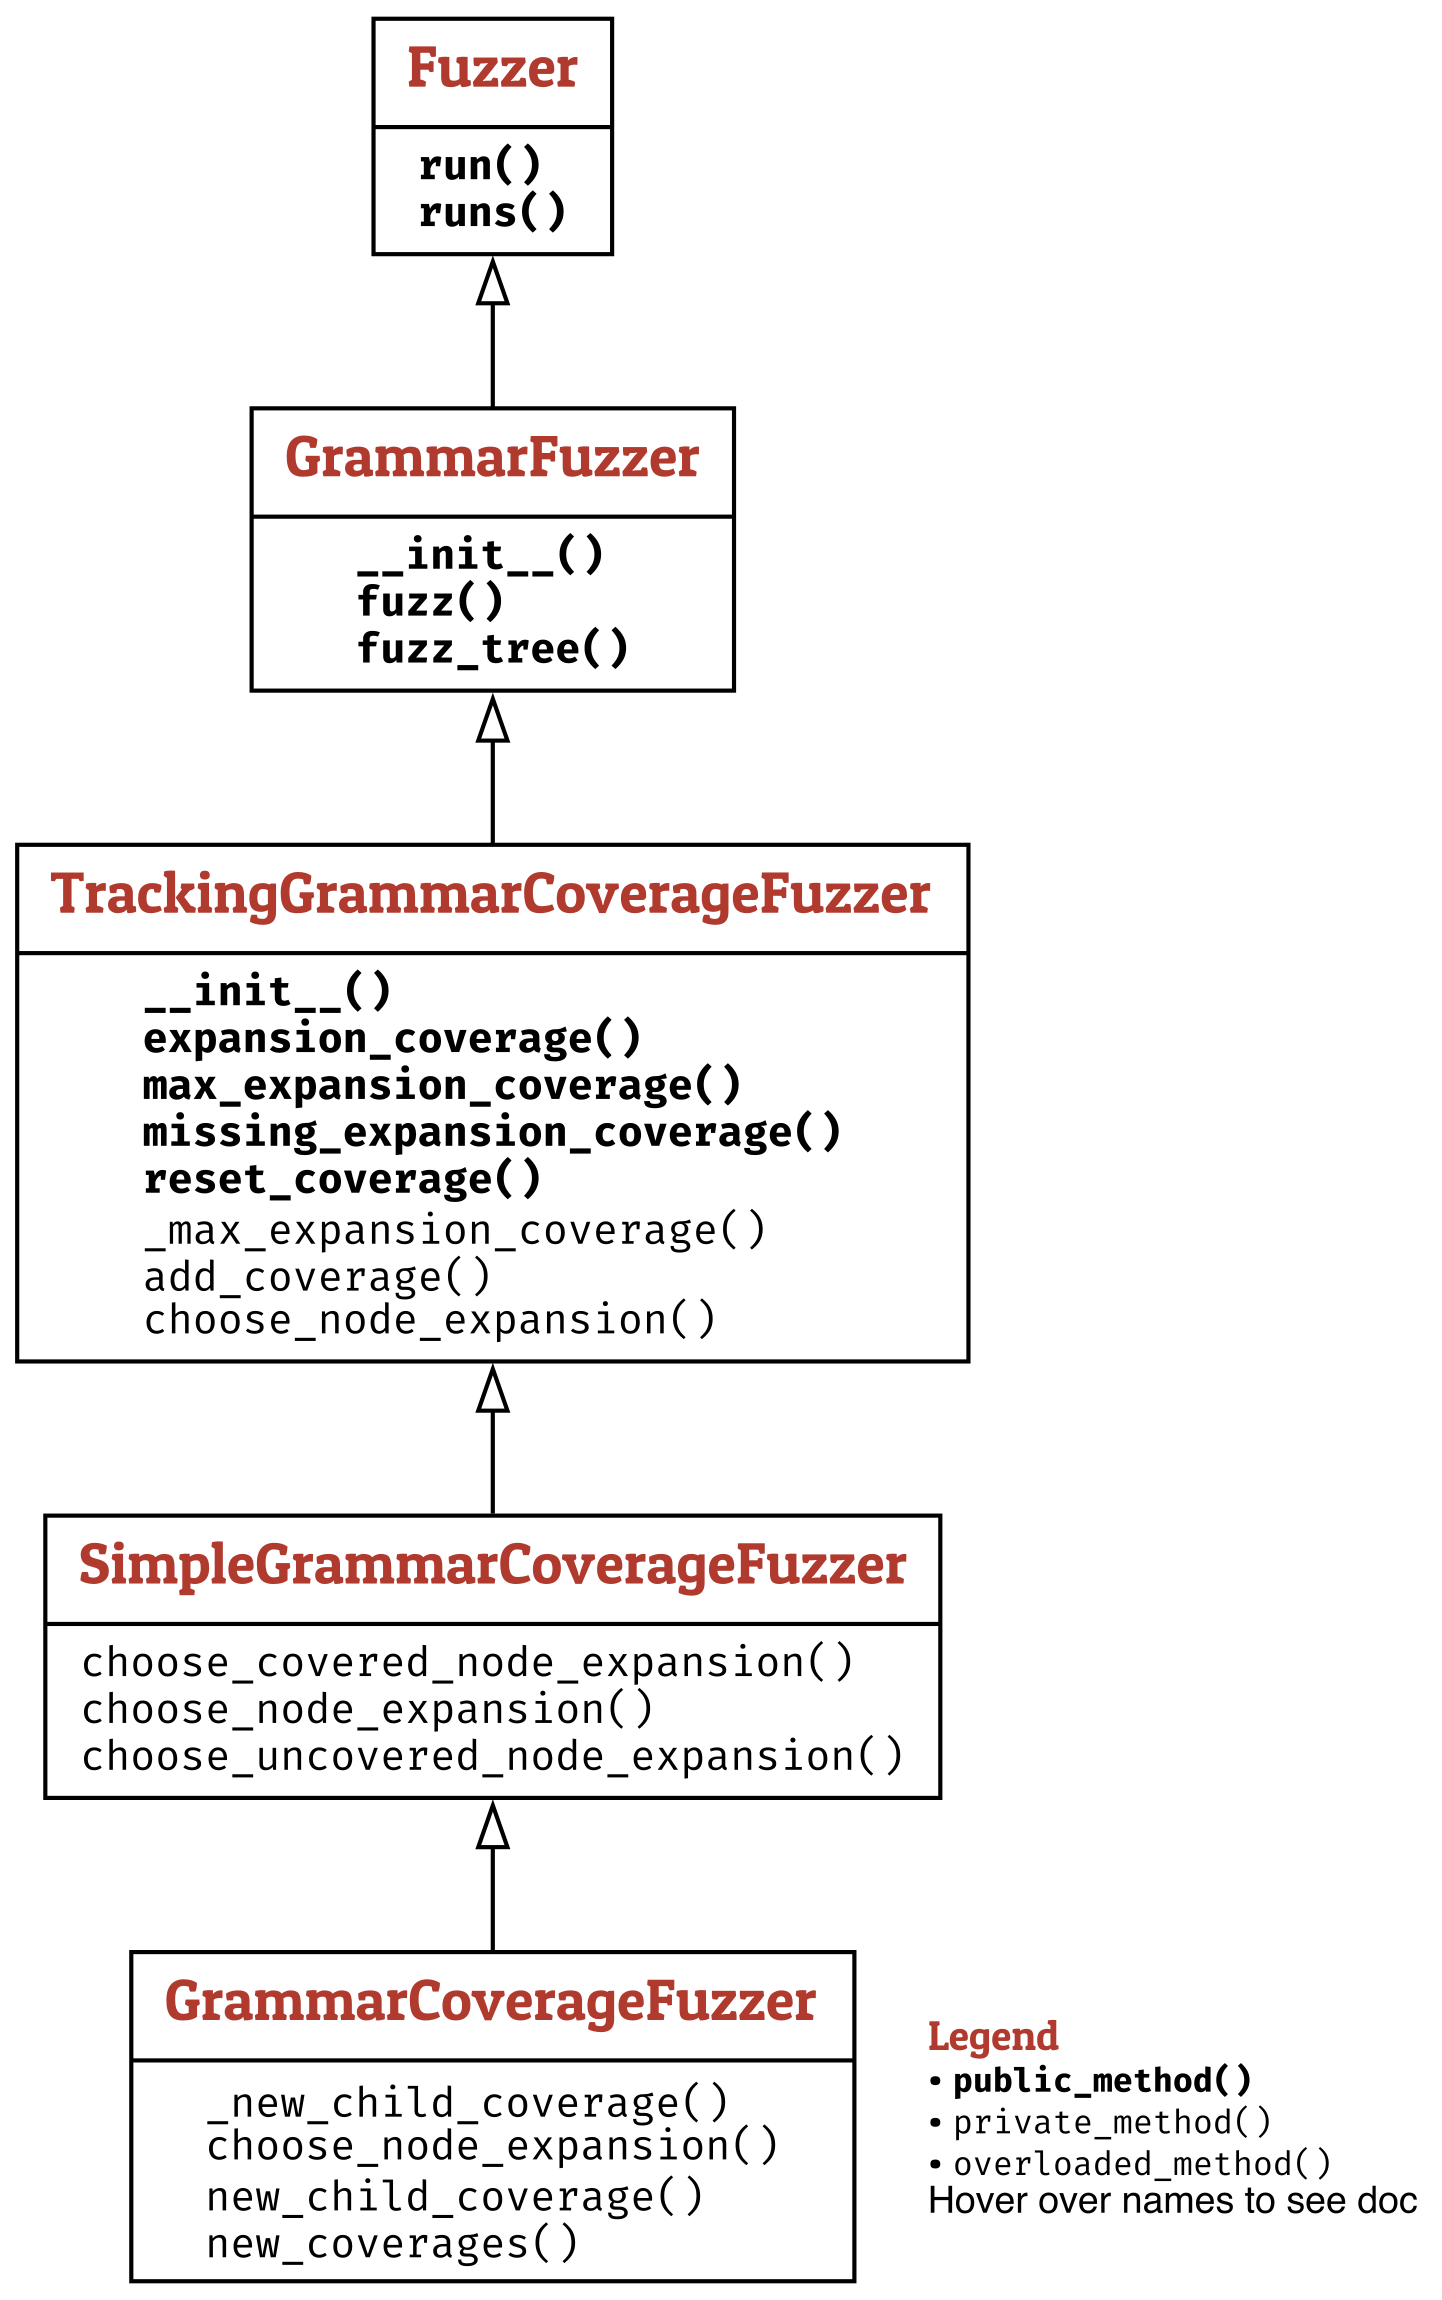 Fuzzer
run()
runs()
GrammarFuzzer
__init__()
fuzz()
fuzz_tree()
TrackingGrammarCoverageFuzzer
__init__()
expansion_coverage()
max_expansion_coverage()
missing_expansion_coverage()
reset_coverage()
_max_expansion_coverage()
add_coverage()
choose_node_expansion()
SimpleGrammarCoverageFuzzer
choose_covered_node_expansion()
choose_node_expansion()
choose_uncovered_node_expansion()
GrammarCoverageFuzzer
_new_child_coverage()
choose_node_expansion()
new_child_coverage()
new_coverages()
Legend
• public_method()
• private_method()
• overloaded_method()
Hover over names to see doc